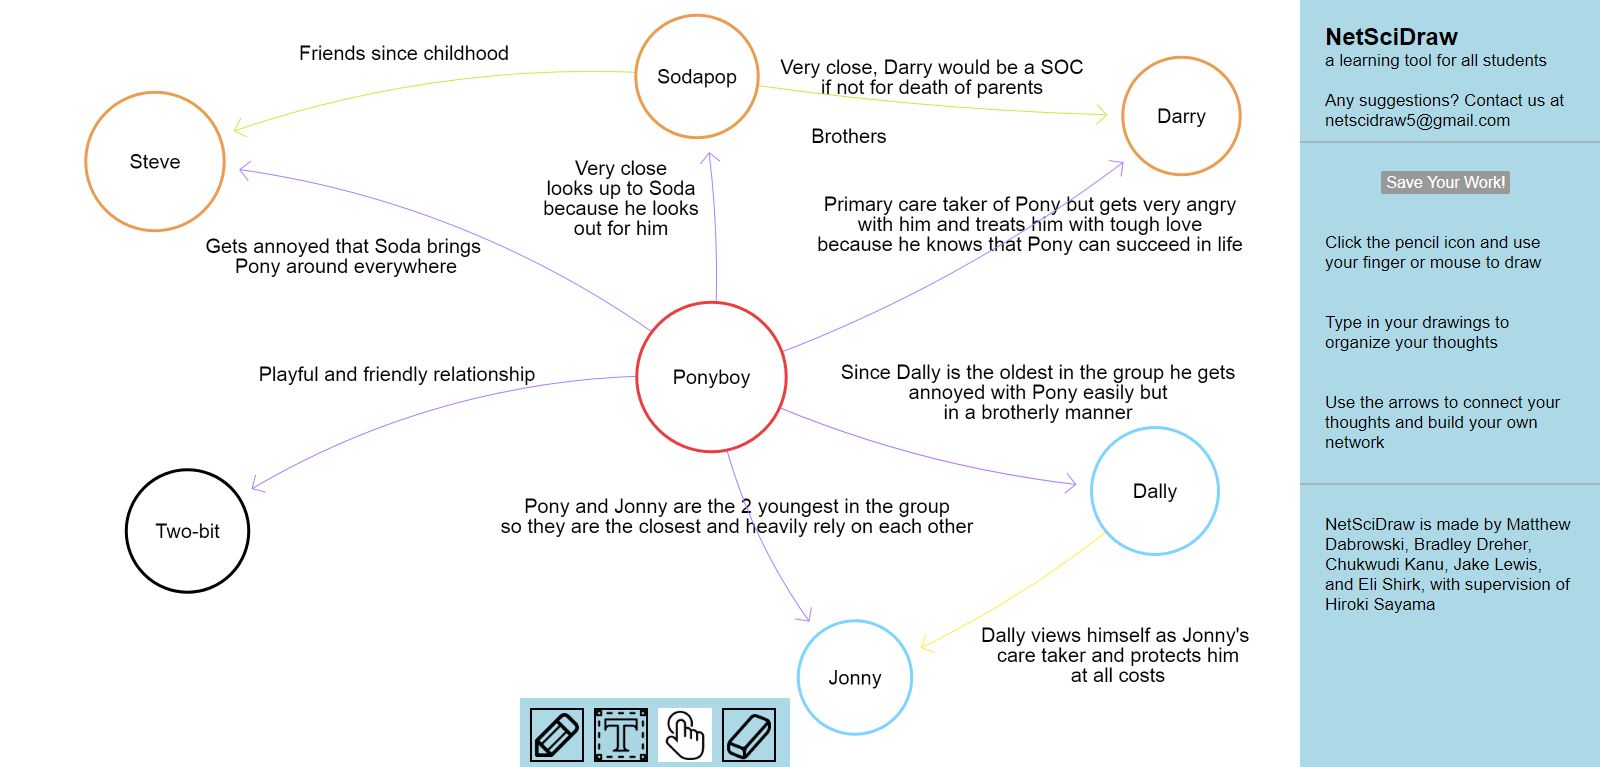 Friends since childhood
Sodapop
Very close, Darry would be a SOC
if not for death of parents
Darry
Brothers
Steve
Very close
looks up to Soda
because he looks
out for him
Primary care taker of Pony but gets very angry
with him and treats him with tough love
because he knows that Pony can succeed in life
Gets annoyed that Soda brings
Pony around everywhere
Playful and friendly relationship
Ponyboy
Since Dally is the oldest in the group he gets
annoyed with Pony easily but
in a brotherly manner
Dally
Two-bit
Pony and Jonny are the 2 youngest in the group
so they are the closest and heavily rely on each other
Dally views himself as Jonny's
care taker and protects him
at all costs
Jonny
T
NetSciDraw
a learning tool for all students
Any suggestions? Contact us at
netscidraw5@gmail.com
Save Your Work!
Click the pencil icon and use
your finger or mouse to draw
Type in your drawings to
organize your thoughts
Use the arrows to connect your
thoughts and build your own
network
NetSciDraw is made by Matthew
Dabrowski, Bradley Dreher,
Chukwudi Kanu, Jake Lewis,
and Eli Shirk, with supervision of
Hiroki Sayama